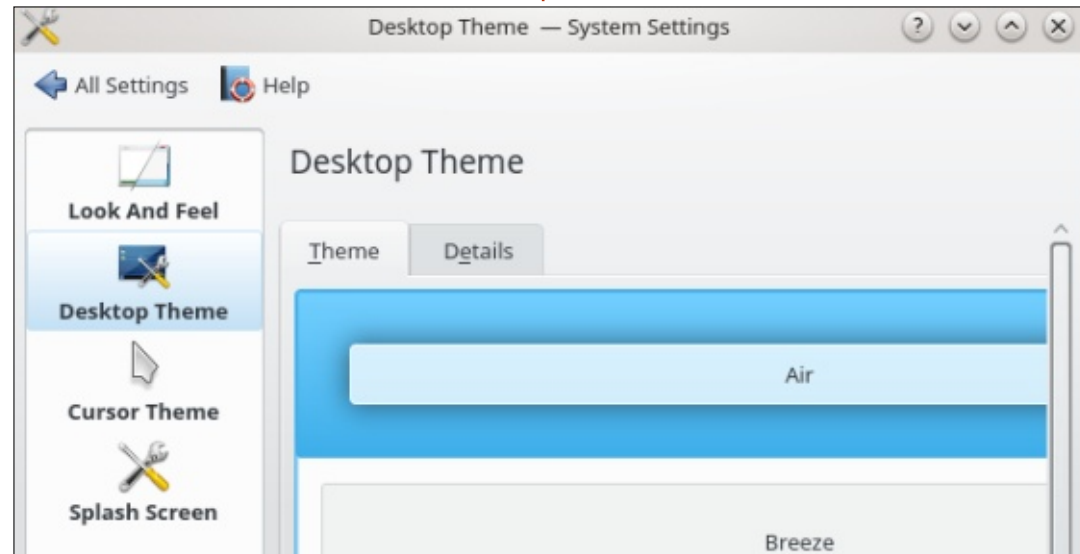 Desktop Theme — System Settings
All Settings Help
Look And Feel
Desktop Theme
Cursor Theme
Splash Screen
Desktop Theme
Theme Details
Air
Breeze